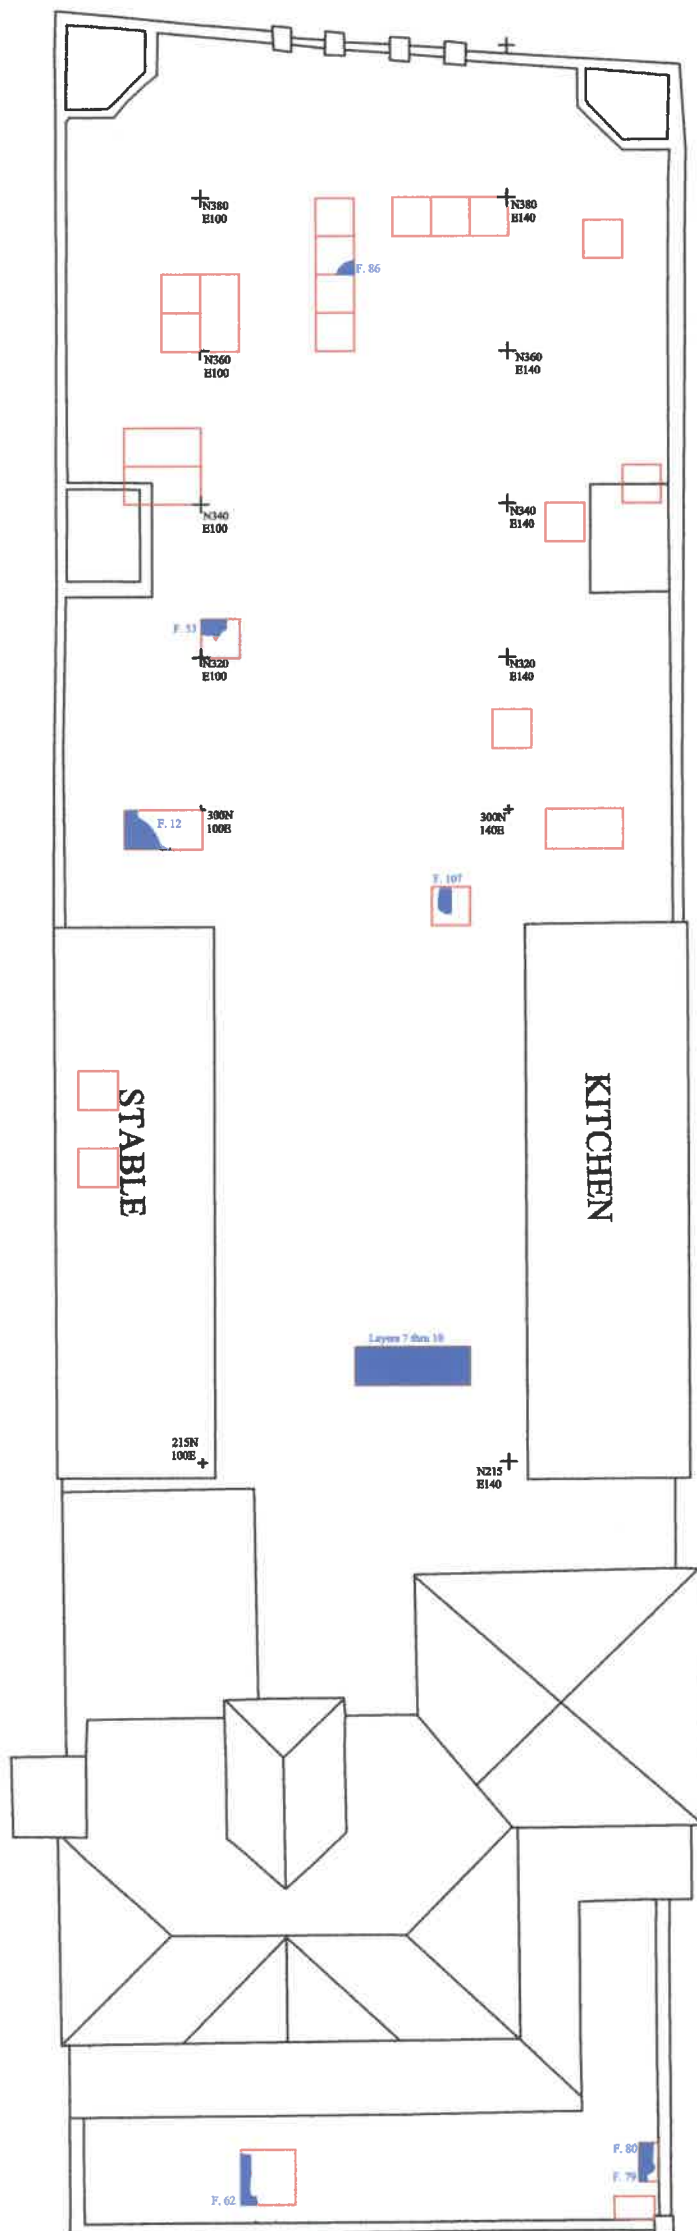 N380
E100
N380
E140
F. 86
N360
E100
N360
E140
N340
E100
N340
E140
F. 53
N320
E100
N320
E140
F. 12
300N
100E
300N
140E
F. 107
STABLE
KITCHEN
Layers 7 thru 10
215N
100E
N215
E140
F. 80
F. 79
F. 62